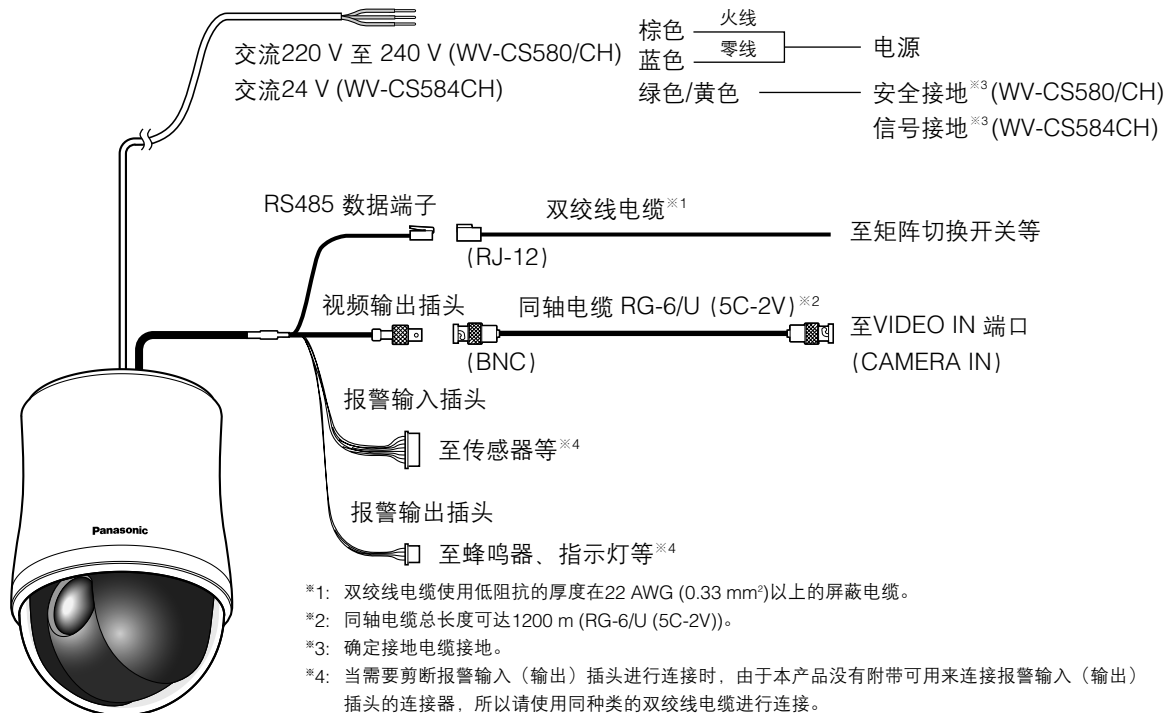 交流220 V 至 240 V (WV-CS580/CH)
交流24 V (WV-CS584CH)
棕色 火线
蓝色 零线
电源
绿色/黄色
安全接地※3(WV-CS580/CH)
信号接地※3(WV-CS584CH)
RS485 数据端子
双绞线电缆※1
(RJ-12)
至矩阵切换开关等
视频输出插头
同轴电缆 RG-6/U (5C-2V)※2
(BNC)
至VIDEO IN 端口
(CAMERA IN)
报警输入插头
至传感器等※4
报警输出插头
至蜂鸣器、指示灯等※4
Panasonic
※1: 双绞线电缆使用低阻抗的厚度在22 AWG (0.33 mm²)以上的屏蔽电缆。
※2: 同轴电缆总长度可达1200 m (RG-6/U (5C-2V))。
※3: 确定接地电缆接地。
※4: 当需要剪断报警输入（输出）插头进行连接时，由于本产品没有附带可用来连接报警输入（输出）
插头的连接器，所以请使用同种类的双绞线电缆进行连接。